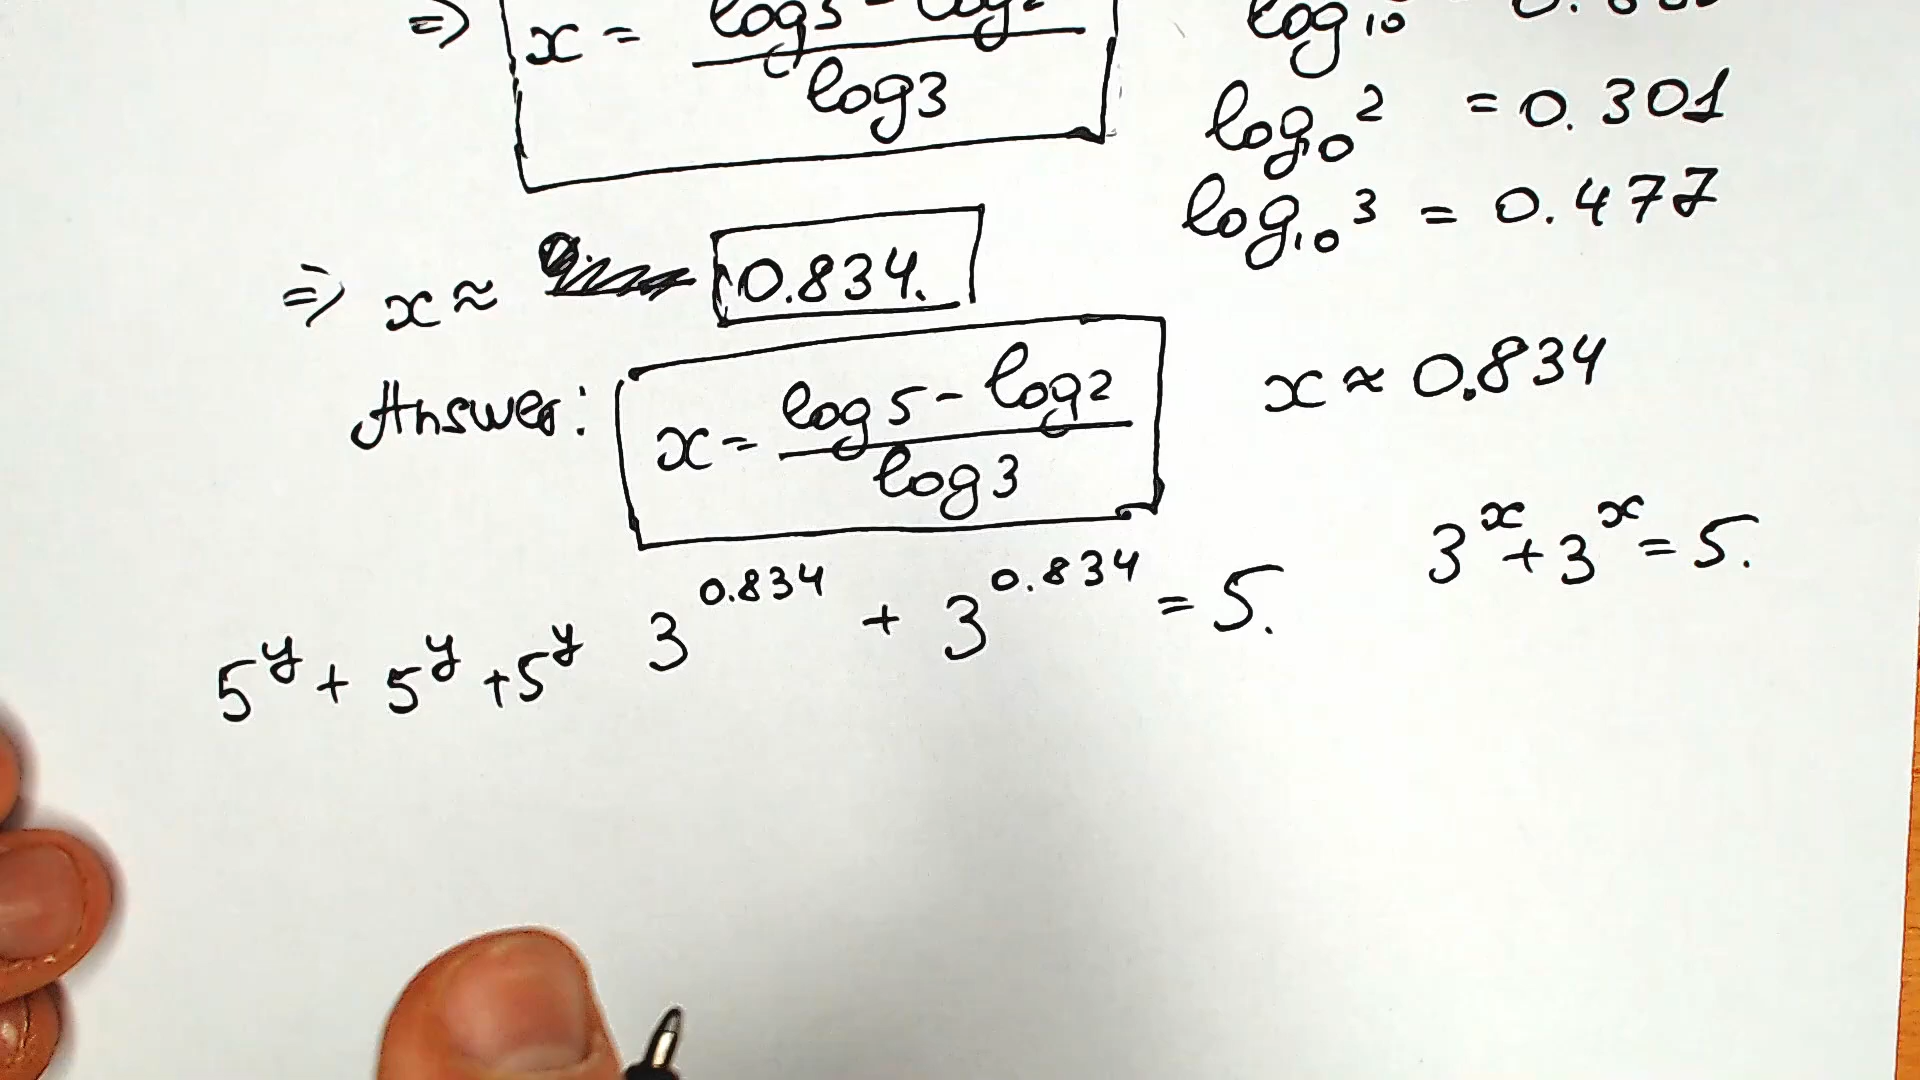 => x = log5 - log2 / log3
log₁₀
log₁₀2 = 0.301
log₁₀3 = 0.477
=> x ≈ 0.834.
Answer: x = log5 - log2 / log3
x ≈ 0.834
3^x + 3^x = 5.
3^0.834 + 3^0.834 = 5.
5^y + 5^y + 5^y